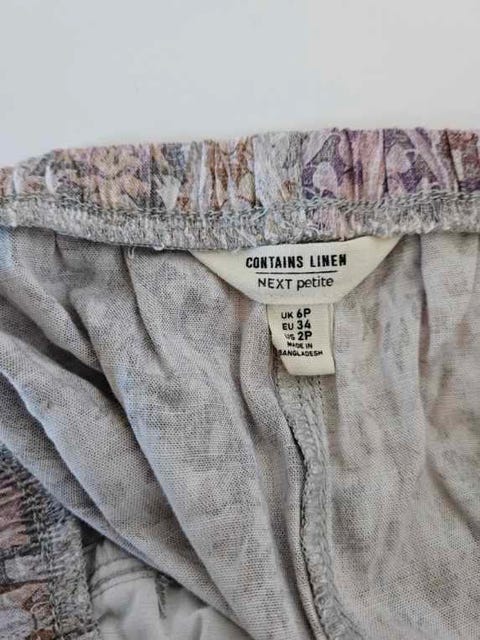 CONTAINS LINEN
NEXT petite
UK 6P
EU 34
US 2P
MADE IN
BANGLADESH